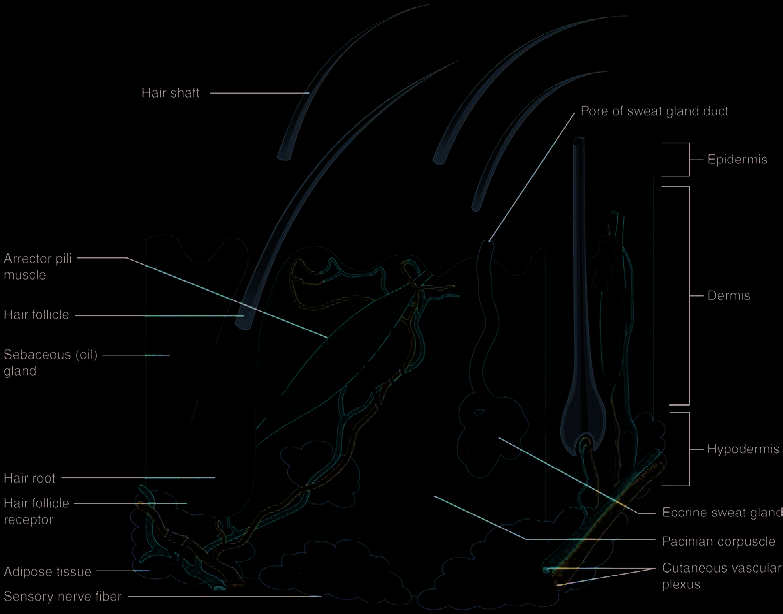 Hair shaft
Pore of sweat gland duct
Epidermis
Arrector pili
muscle
Dermis
Hair follicle
Sebaceous (oil)
gland
Hypodermis
Hair root
Hair follicle
receptor
Eccrine sweat gland
Pacinian corpuscle
Adipose tissue
Cutaneous vascular
plexus
Sensory nerve fiber